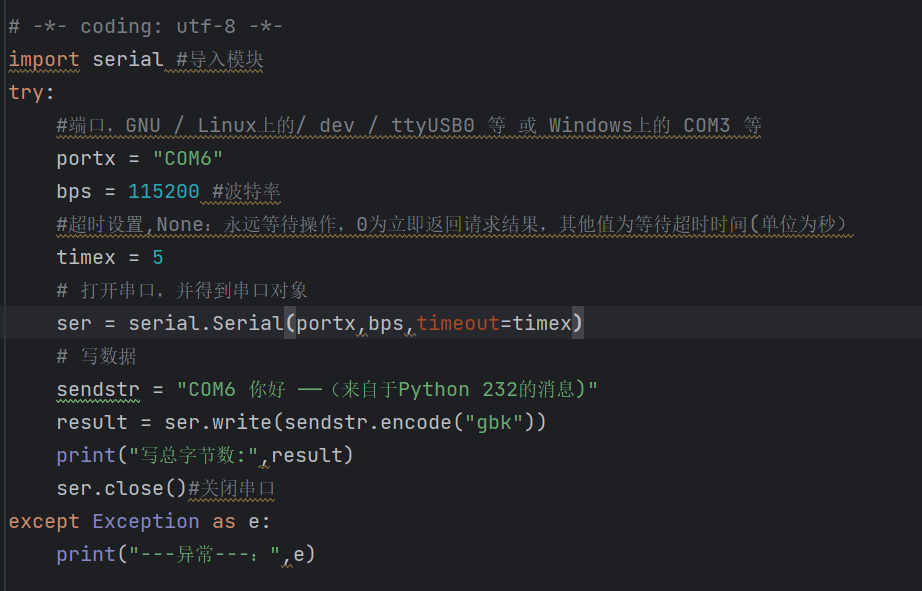 # -*- coding: utf-8 -*-
import serial #导入模块
try:
    #端口，GNU / Linux上的/ dev / ttyUSB0 等 或 Windows上的 COM3 等
    portx = "COM6"
    bps = 115200 #波特率
    #超时设置,None：永远等待操作，0为立即返回请求结果，其他值为等待超时时间(单位为秒）
    timex = 5
    # 打开串口，并得到串口对象
    ser = serial.Serial(portx,bps,timeout=timex)
    # 写数据
    sendstr = "COM6 你好 ——（来自于Python 232的消息)"
    result = ser.write(sendstr.encode("gbk"))
    print("写总字节数:",result)
    ser.close()#关闭串口
except Exception as e:
    print("---异常---：",e)